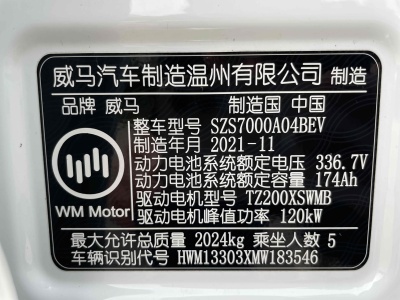 威马汽车制造温州有限公司 制造
品牌 威马 制造国 中国
整车型号 SZS7000A04BEV
制造年月 2021-11
动力电池系统额定电压 336.7V
动力电池系统额定容量 174Ah
驱动电机型号 TZ200XSWMB
驱动电机峰值功率 120kW
WM Motor
最大允许总质量 2024kg 乘坐人数 5
车辆识别代号 HWM13303XMW183546